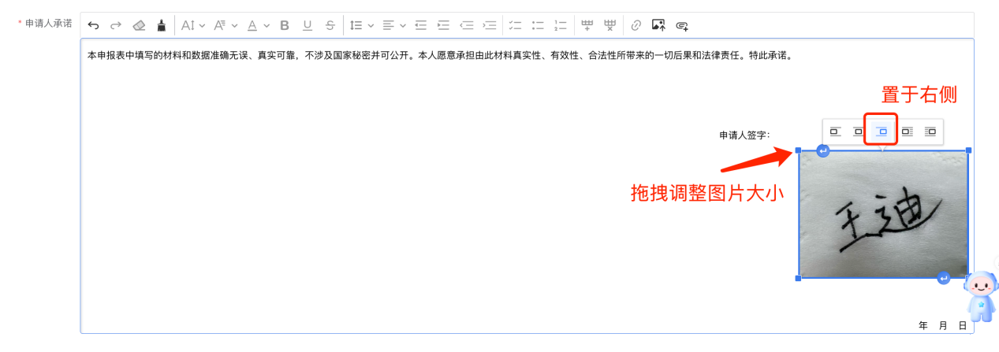 * 申请人承诺
本申报表中填写的材料和数据准确无误、真实可靠，不涉及国家秘密并可公开。本人愿意承担由此材料真实性、有效性、合法性所带来的一切后果和法律责任。特此承诺。
置于右侧
申请人签字：
拖拽调整图片大小
王迪
年 月 日